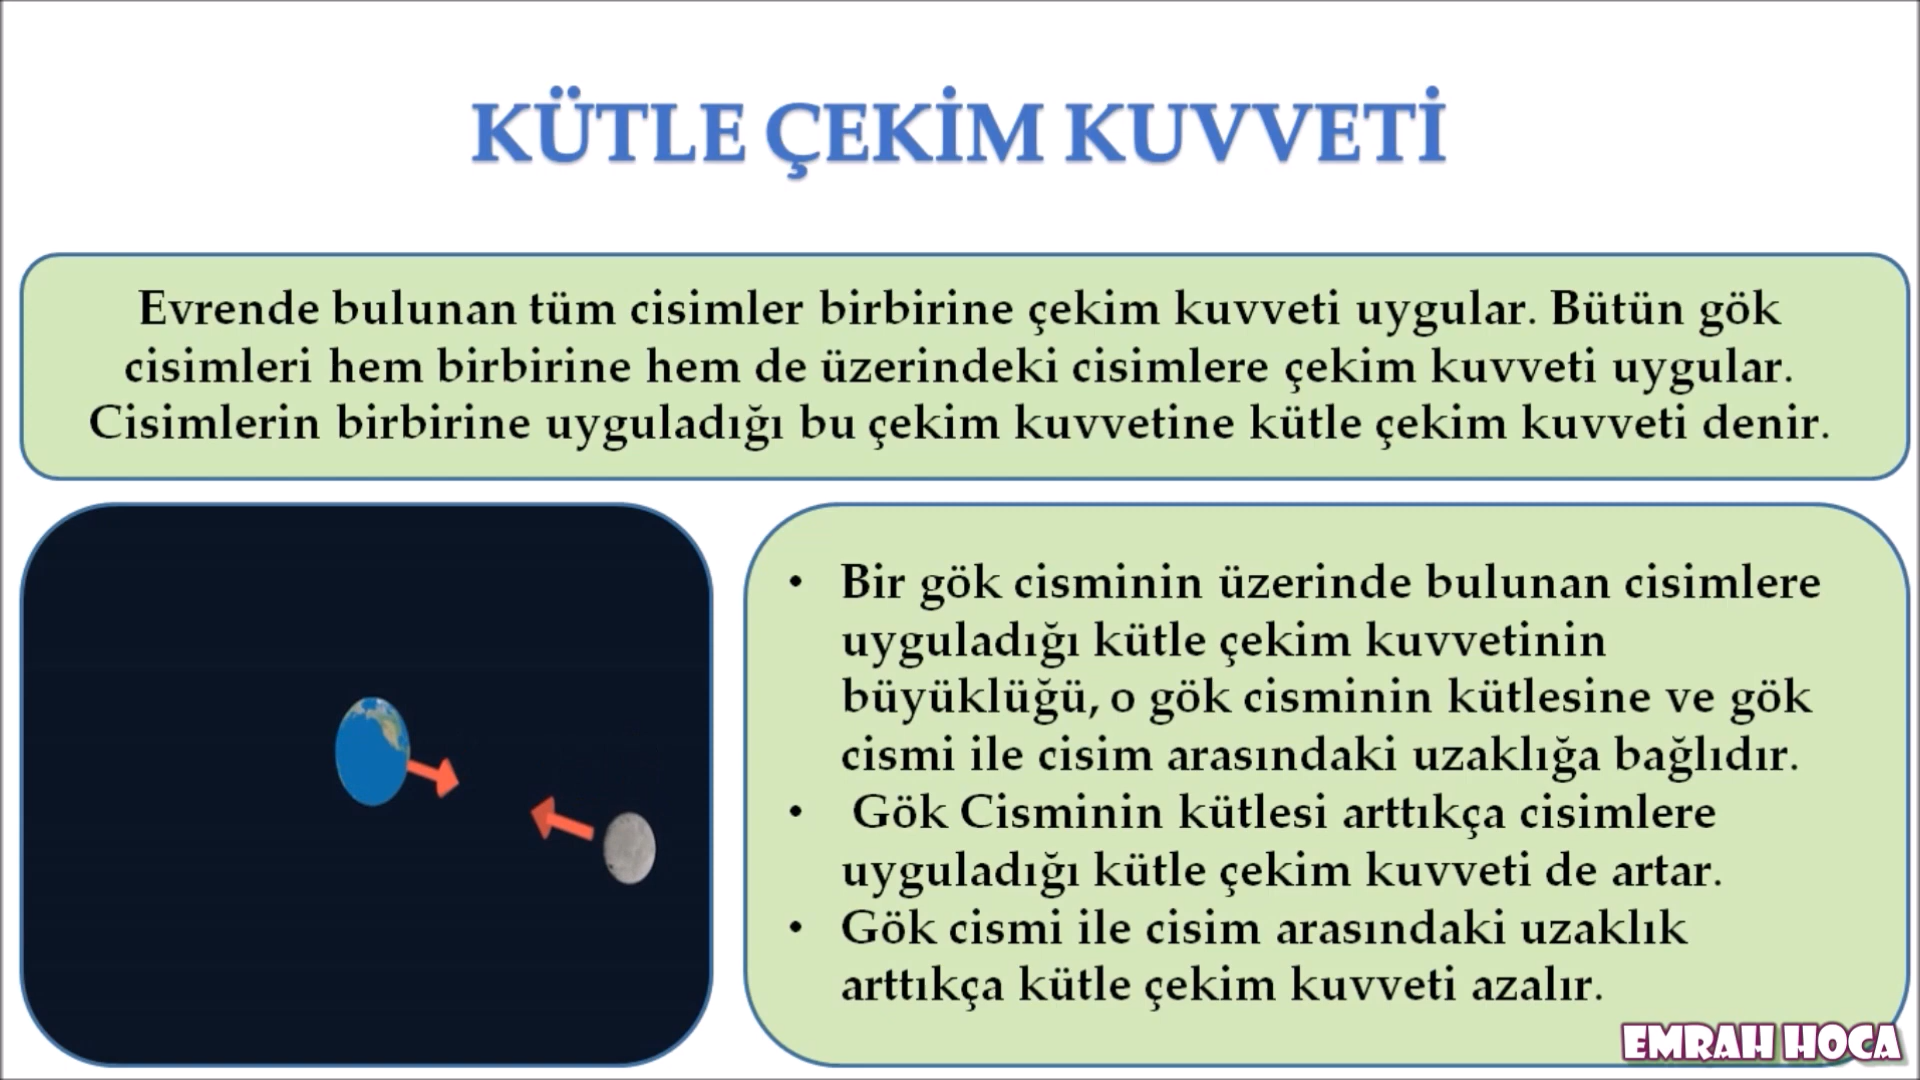 KÜTLE ÇEKİM KUVVETİ
Evrende bulunan tüm cisimler birbirine çekim kuvveti uygular. Bütün gök
cisimleri hem birbirine hem de üzerindeki cisimlere çekim kuvveti uygular.
Cisimlerin birbirine uyguladığı bu çekim kuvvetine kütle çekim kuvveti denir.
• Bir gök cisminin üzerinde bulunan cisimlere
uyguladığı kütle çekim kuvvetinin
büyüklüğü, o gök cisminin kütlesine ve gök
cismi ile cisim arasındaki uzaklığa bağlıdır.
• Gök Cisminin kütlesi arttıkça cisimlere
uyguladığı kütle çekim kuvveti de artar.
• Gök cismi ile cisim arasındaki uzaklık
arttıkça kütle çekim kuvveti azalır.
EMRAH HOCA